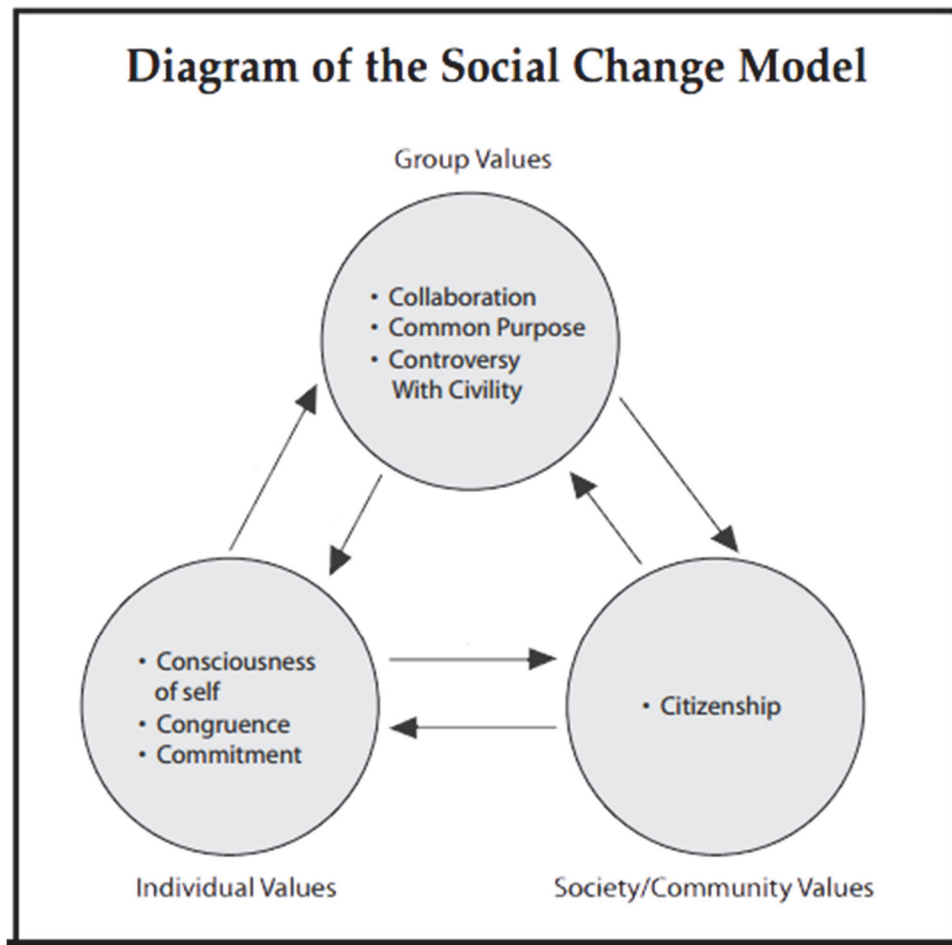 Diagram of the Social Change Model
Group Values
• Collaboration
• Common Purpose
• Controversy
With Civility
• Consciousness
of self
• Congruence
• Commitment
• Citizenship
Individual Values
Society/Community Values